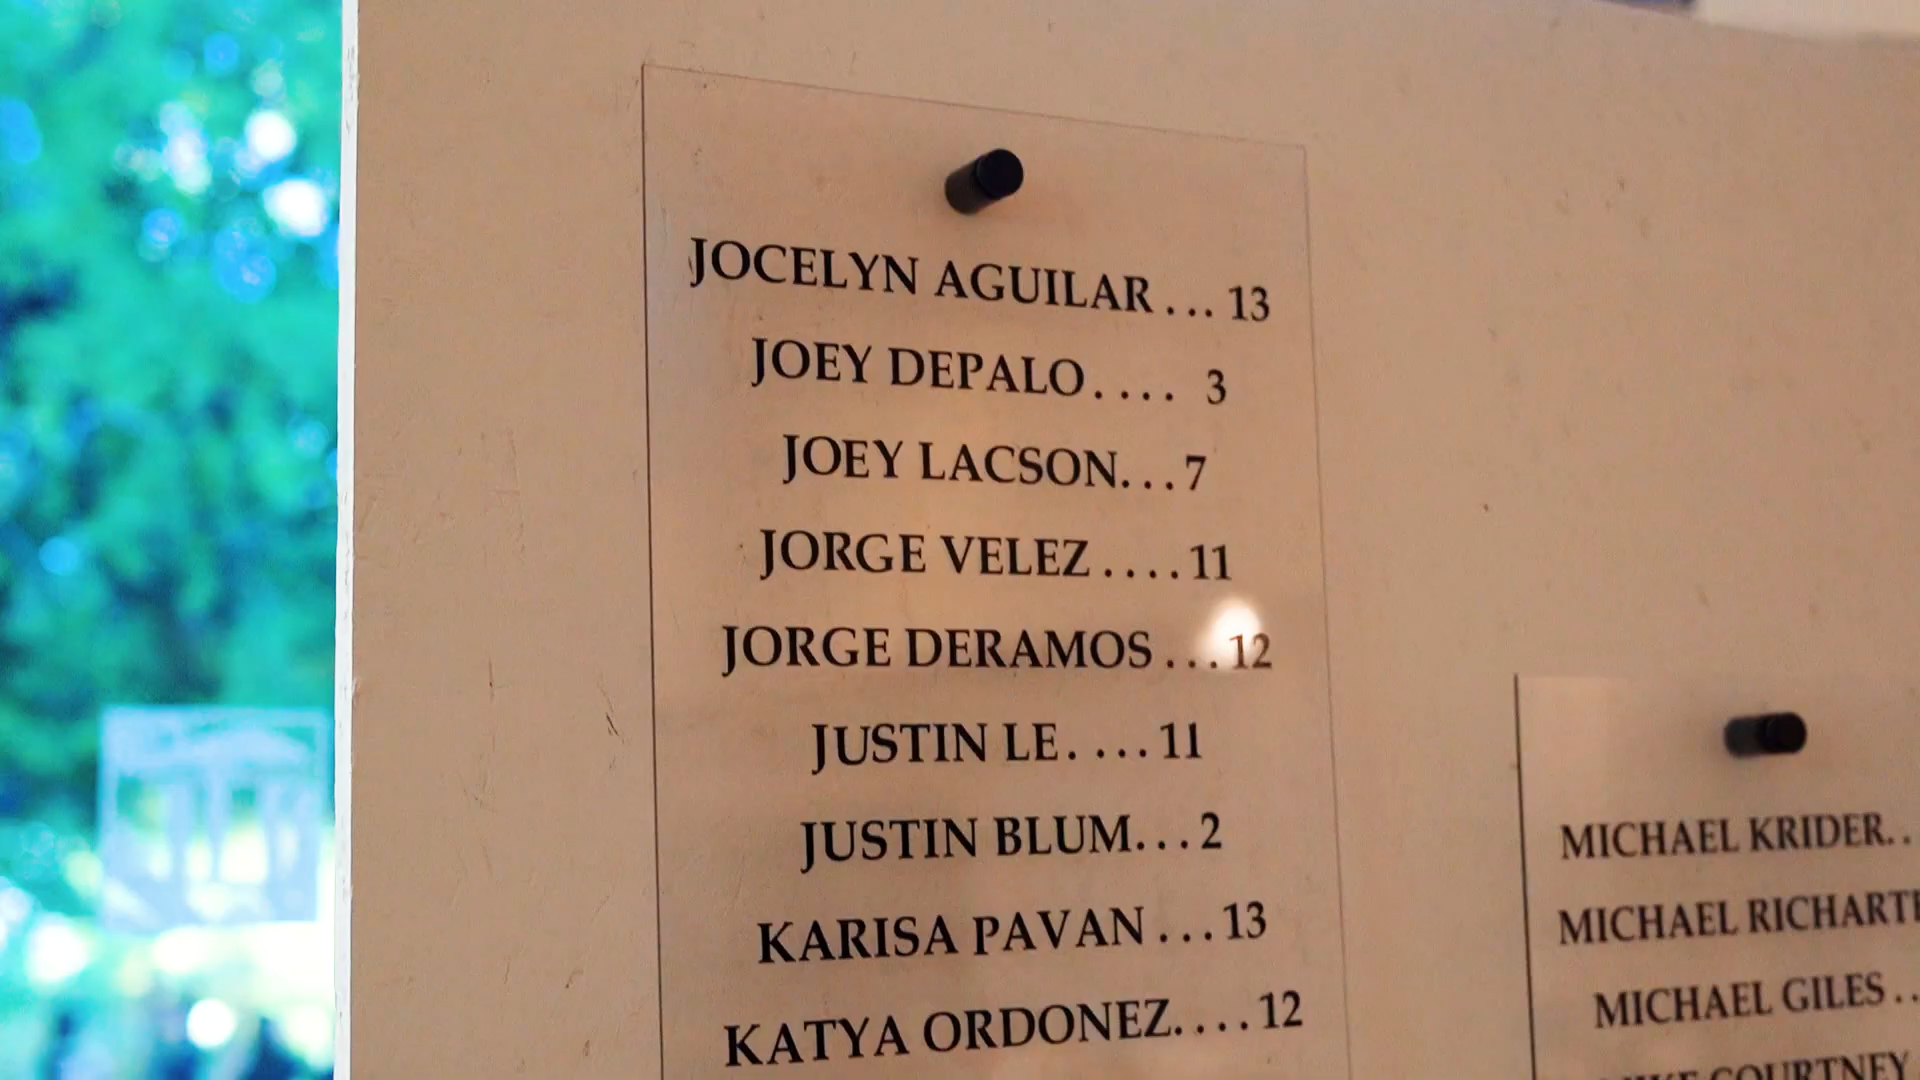 JOCELYN AGUILAR... 13
JOEY DEPALO.... 3
JOEY LACSON...7
JORGE VELEZ....11
JORGE DERAMOS...12
JUSTIN LE....11
JUSTIN BLUM...2
KARISA PAVAN...13
KATYA ORDONEZ....12
MICHAEL KRIDER..
MICHAEL
MICHAEL GILES..
COURTNEY